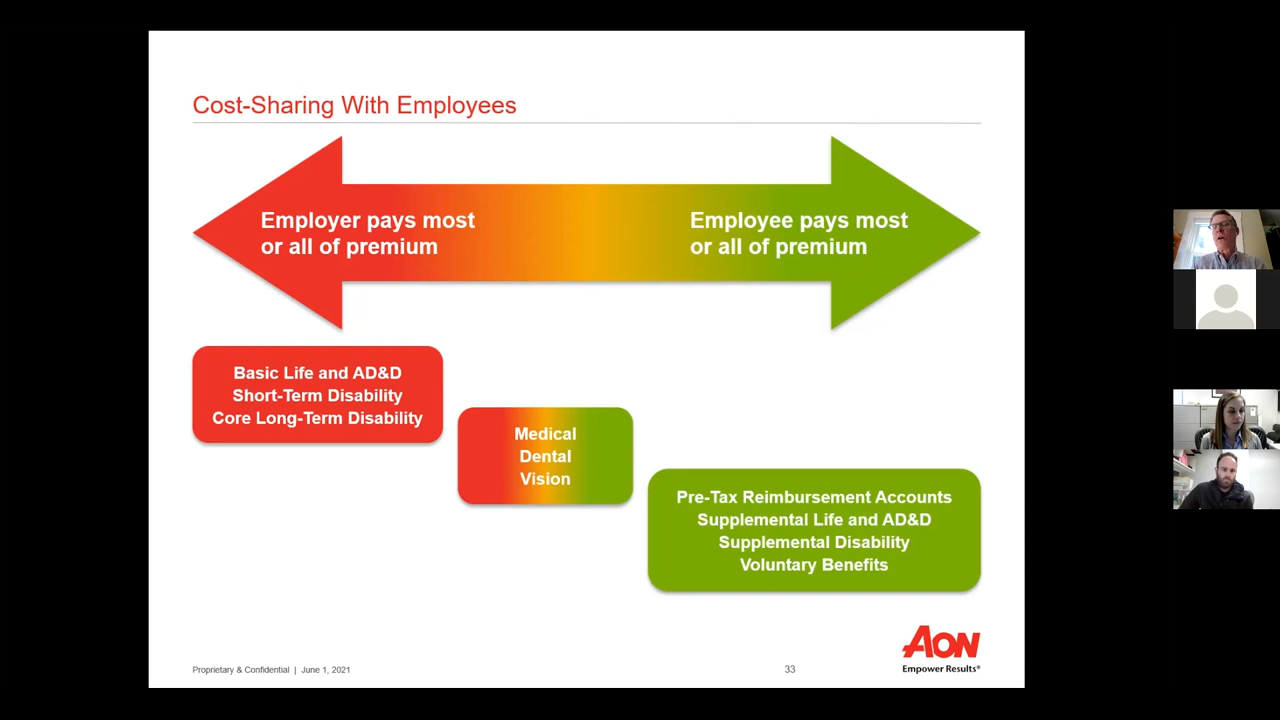 Cost-Sharing With Employees
Employer pays most
or all of premium
Employee pays most
or all of premium
Basic Life and AD&D
Short-Term Disability
Core Long-Term Disability
Medical
Dental
Vision
Pre-Tax Reimbursement Accounts
Supplemental Life and AD&D
Supplemental Disability
Voluntary Benefits
Proprietary & Confidential | June 1, 2021
33
AON
Empower Results®